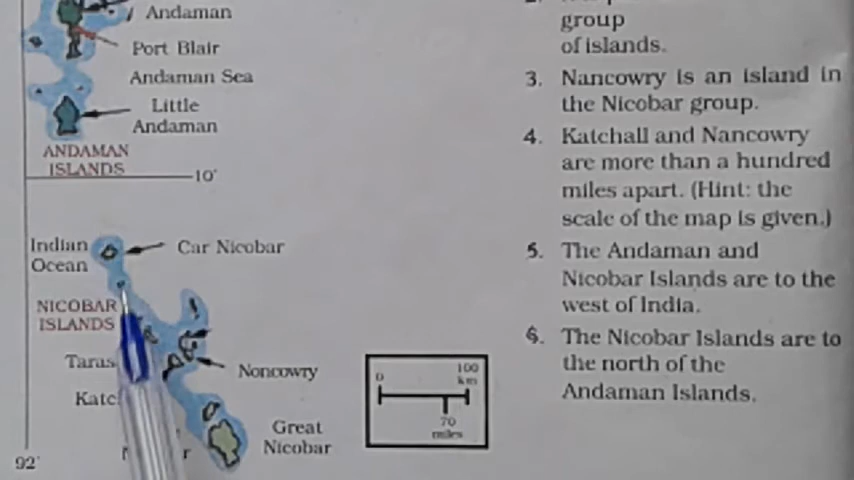 Andaman
Port Blair
Andaman Sea
Little
Andaman
ANDAMAN
ISLANDS
10°
Indian
Ocean
Car Nicobar
NICOBAR
ISLANDS
Noncowry
Great
Nicobar
92°
0
100
km
70
miles
group
of islands.
3. Nancowry is an island in
the Nicobar group.
4. Katchall and Nancowry
are more than a hundred
miles apart. (Hint: the
scale of the map is given.)
5. The Andaman and
Nicobar Islands are to the
west of India.
6. The Nicobar Islands are to
the north of the
Andaman Islands.